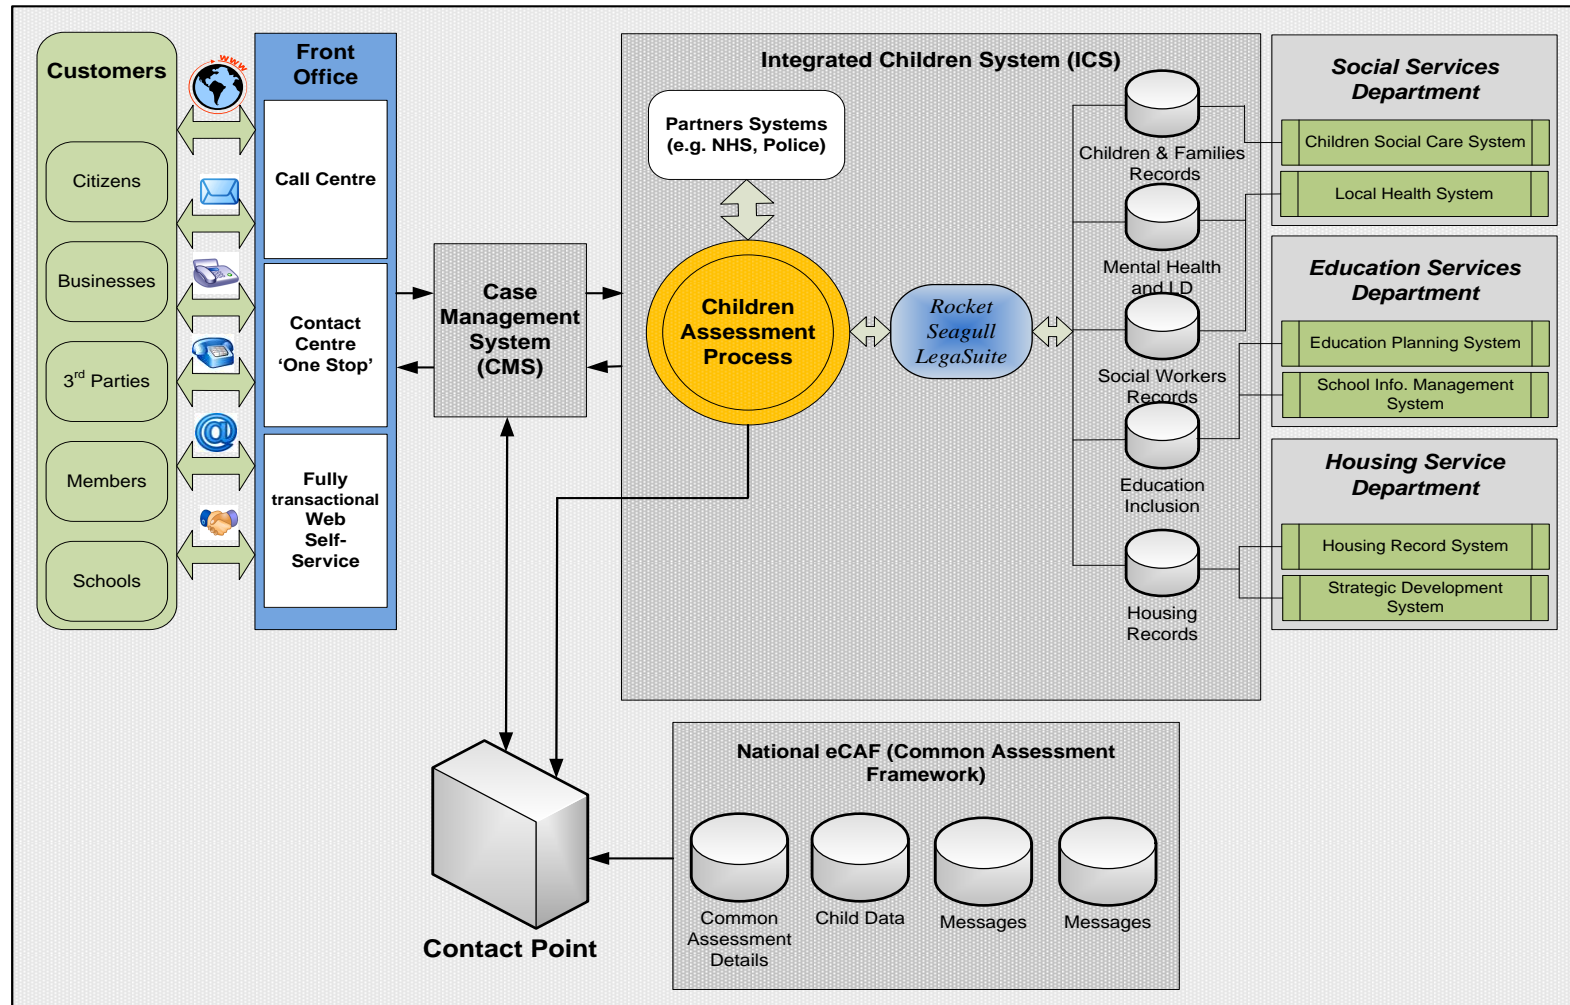 Customers
Citizens
Businesses
3rd Parties
Members
Schools
www
@
Front
Office
Call Centre
Contact
Centre
‘One Stop’
Fully
transactional
Web
Self-
Service
Case
Management
System
(CMS)
Integrated Children System (ICS)
Partners Systems
(e.g. NHS, Police)
Children
Assessment
Process
Rocket
Seagull
LegaSuite
Children & Families
Records
Mental Health
and LD
Social Workers
Records
Education
Inclusion
Housing
Records
Social Services
Department
Children Social Care System
Local Health System
Education Services
Department
Education Planning System
School Info. Management
System
Housing Service
Department
Housing Record System
Strategic Development
System
Contact Point
National eCAF (Common Assessment
Framework)
Common
Assessment
Details
Child Data
Messages
Messages